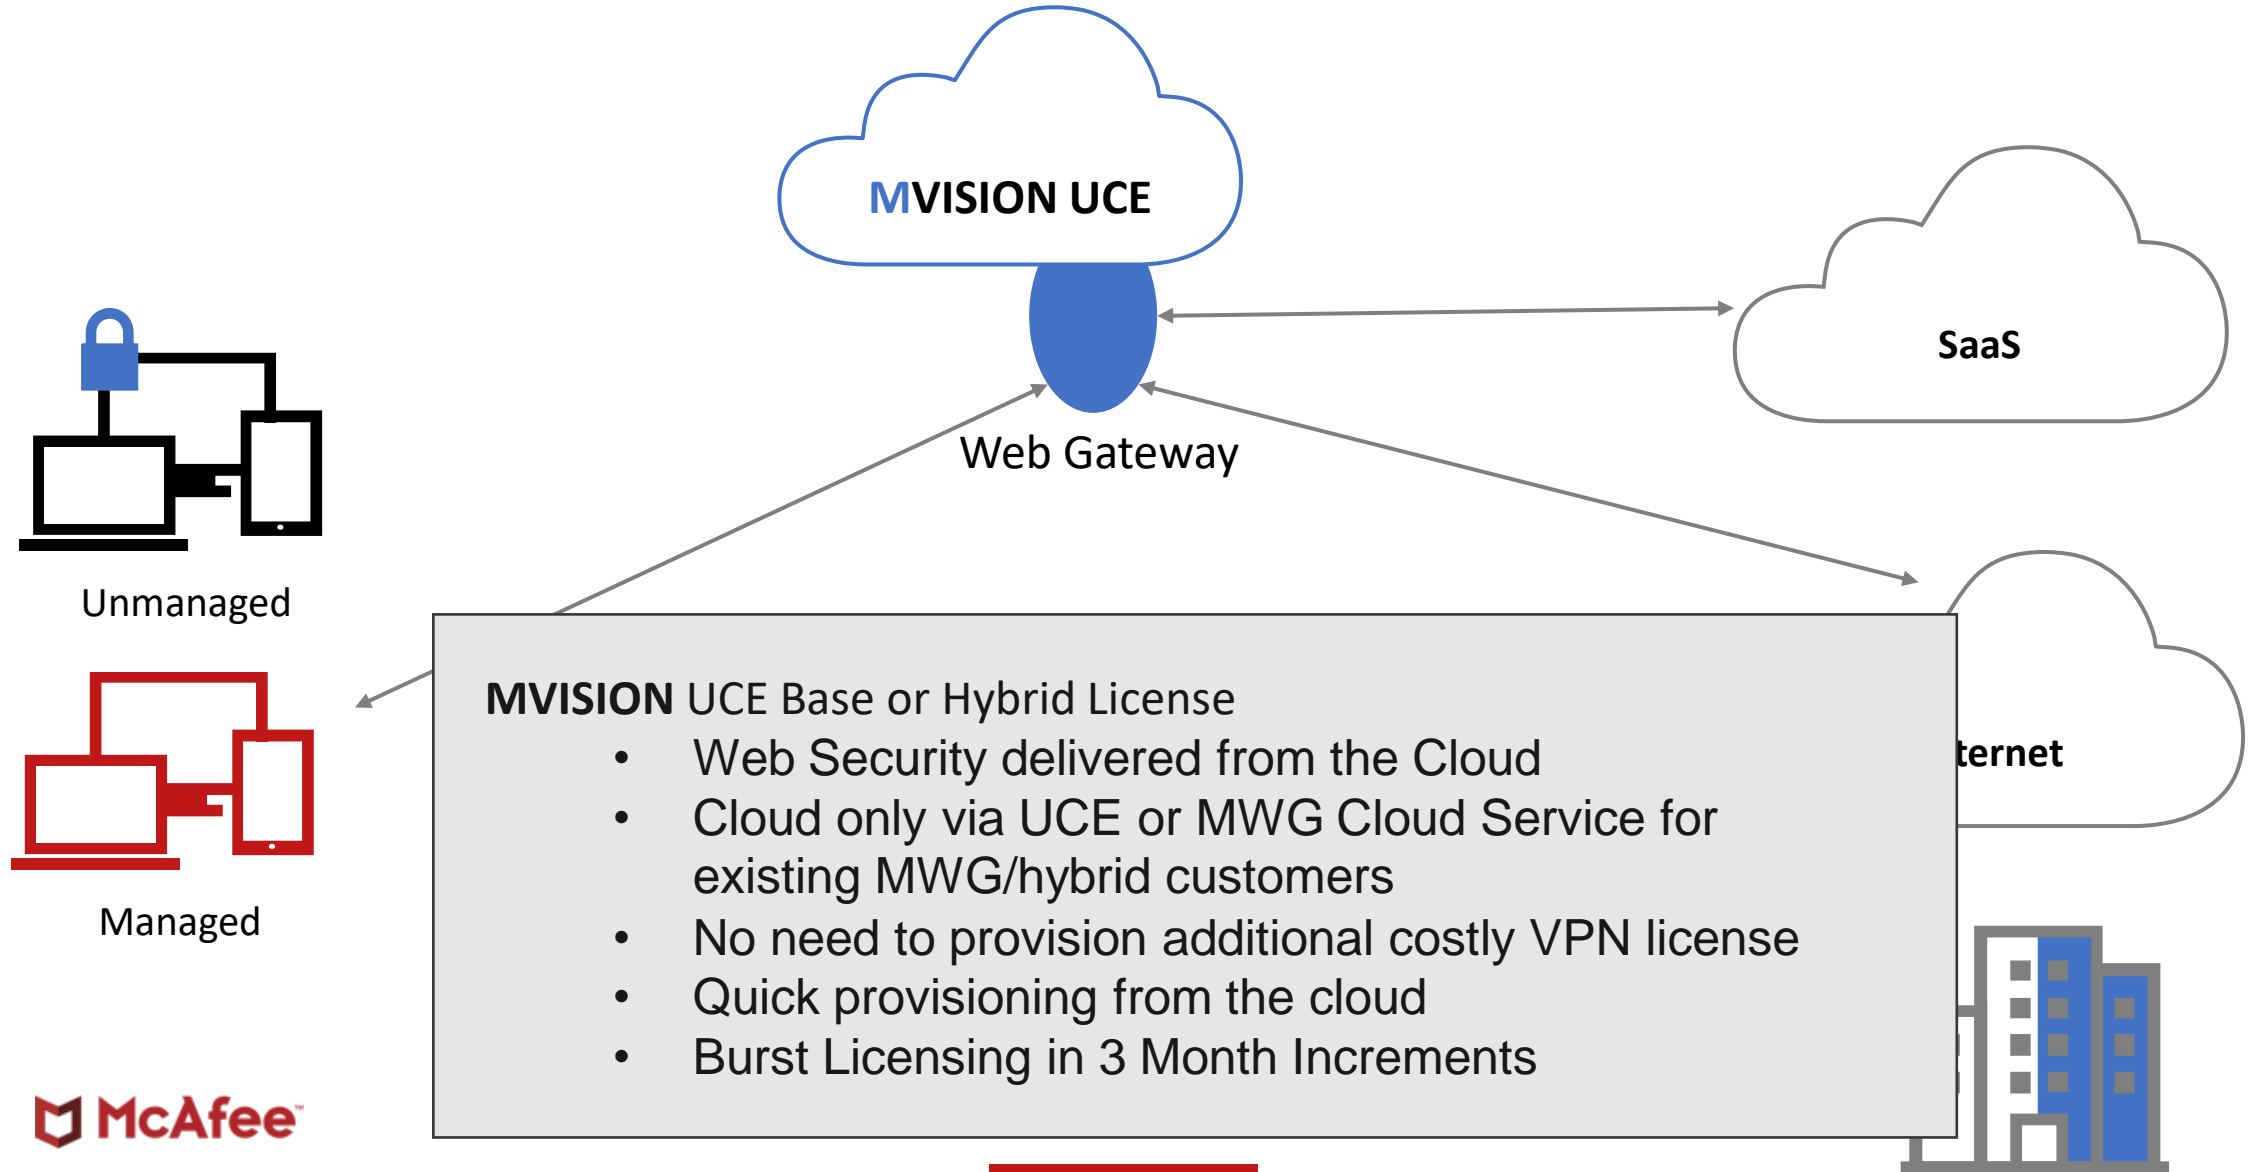 MVISION UCE
SaaS
Web Gateway
Unmanaged
MVISION UCE Base or Hybrid License
• Web Security delivered from the Cloud
• Cloud only via UCE or MWG Cloud Service for
existing MWG/hybrid customers
• No need to provision additional costly VPN license
• Quick provisioning from the cloud
• Burst Licensing in 3 Month Increments
ternet
Managed
McAfee™